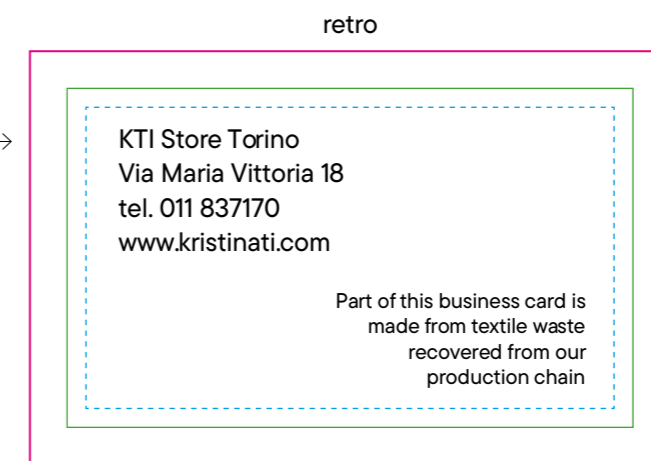 retro
KTI Store Torino
Via Maria Vittoria 18
tel. 011 837170
www.kristinati.com
Part of this business card is
made from textile waste
recovered from our
production chain